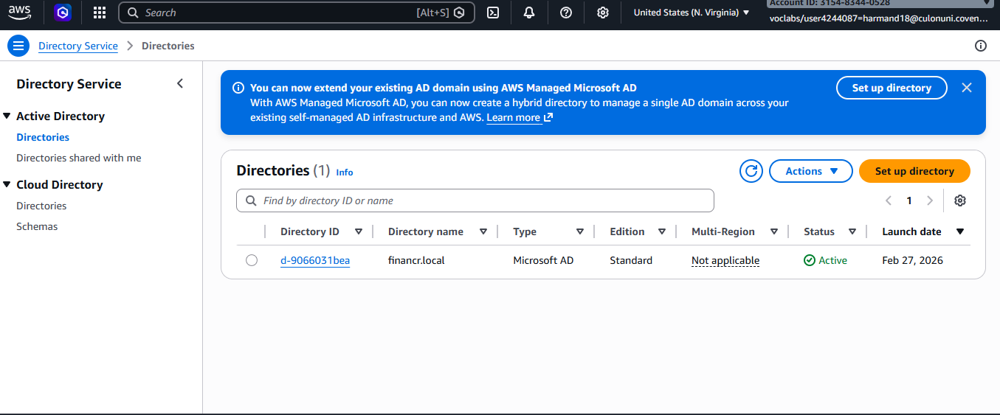 aws
Search [Alt+S]
United States (N. Virginia)
Account ID: 3154-8344-0528
voclabs/user4244087=harmand18@culonuni.coven...
Directory Service > Directories
Directory Service
Active Directory
Directories
Directories shared with me
Cloud Directory
Directories
Schemas
You can now extend your existing AD domain using AWS Managed Microsoft AD
With AWS Managed Microsoft AD, you can now create a hybrid directory to manage a single AD domain across your
existing self-managed AD infrastructure and AWS. Learn more
Set up directory
Directories (1) Info
Actions
Set up directory
Find by directory ID or name
1
Directory ID Directory name Type Edition Multi-Region Status Launch date
d-9066031bea financr.local Microsoft AD Standard Not applicable Active Feb 27, 2026